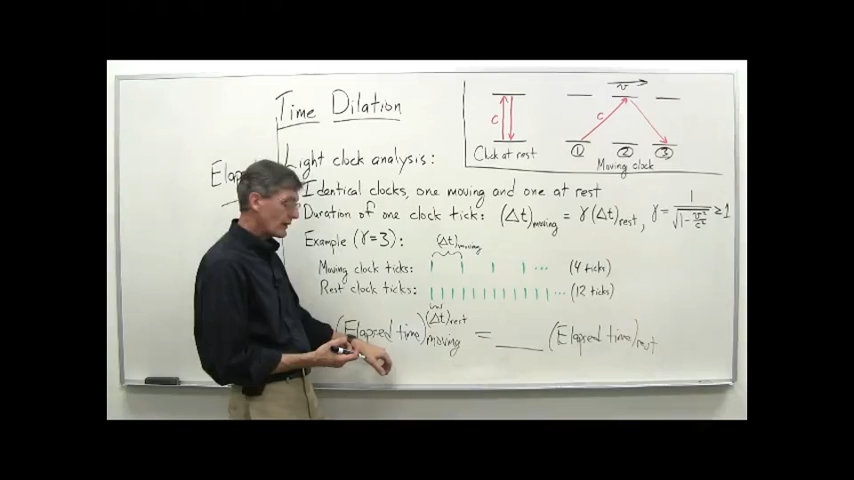 Time Dilation
C
Clock at rest
v
C
① ② ③
Moving clock
Light clock analysis:
Identical clocks, one moving and one at rest
Duration of one clock tick: (Δt)moving = γ(Δt)rest, γ = 1/√(1-v²/c²) ≥ 1
Example (γ=3):
(Δt)moving
Moving clock ticks: ... (4 ticks)
Rest clock ticks: ... (12 ticks)
(Δt)rest
(Elapsed time)moving = ____ (Elapsed time)rest